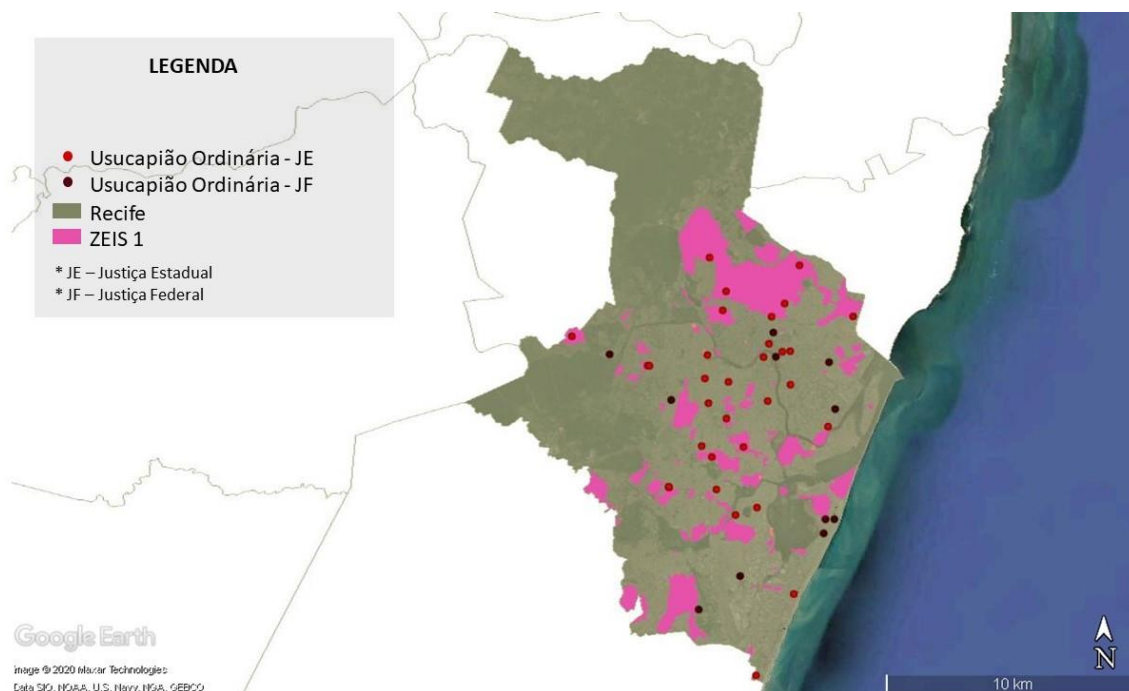 LEGENDA
Usucapião Ordinária - JE
Usucapião Ordinária - JF
Recife
ZEIS 1
* JE – Justiça Estadual
* JF – Justiça Federal
Google Earth
Image © 2020 Maxar Technologies
Data SIO, NOAA, U.S. Navy, NGA, GEBCO
N
10 km